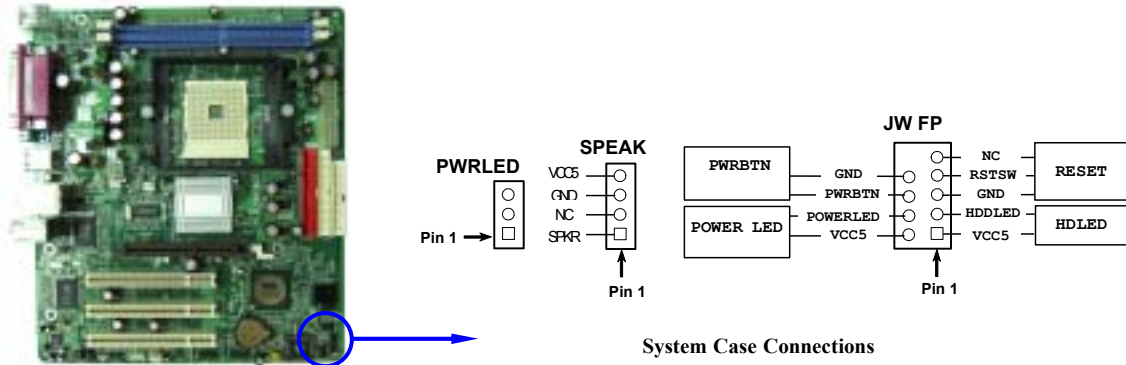 JW FP
SPEAK
PWRLED
VCC5
GND
NC
SPKR
Pin 1
Pin 1
PWRBTN
GND
PWRBTN
POWER LED
POWERLED
VCC5
NC
RSTSW
GND
RESET
HDDLED
VCC5
HDLED
Pin 1
System Case Connections